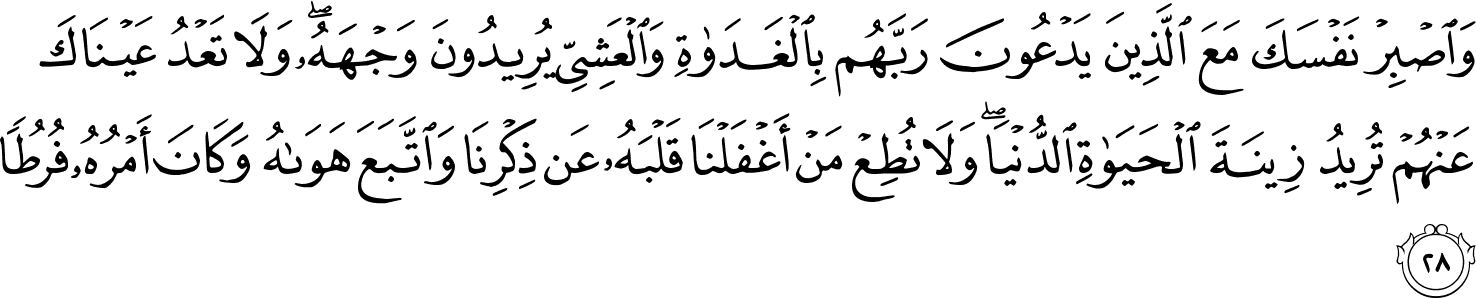 وَٱصۡبِرۡ نَفۡسَكَ مَعَ ٱلَّذِينَ يَدۡعُونَ رَبَّهُم بِٱلۡغَدَوٰةِ وَٱلۡعَشِيِّ يُرِيدُونَ وَجۡهَهُۥۖ وَلَا تَعۡدُ عَيۡنَاكَ
عَنۡهُمۡ تُرِيدُ زِينَةَ ٱلۡحَيَوٰةِ ٱلدُّنۡيَاۖ وَلَا تُطِعۡ مَنۡ أَغۡفَلۡنَا قَلۡبَهُۥ عَن ذِكۡرِنَا وَٱتَّبَعَ هَوَىٰهُ وَكَانَ أَمۡرُهُۥ فُرُطٗا
٢٨